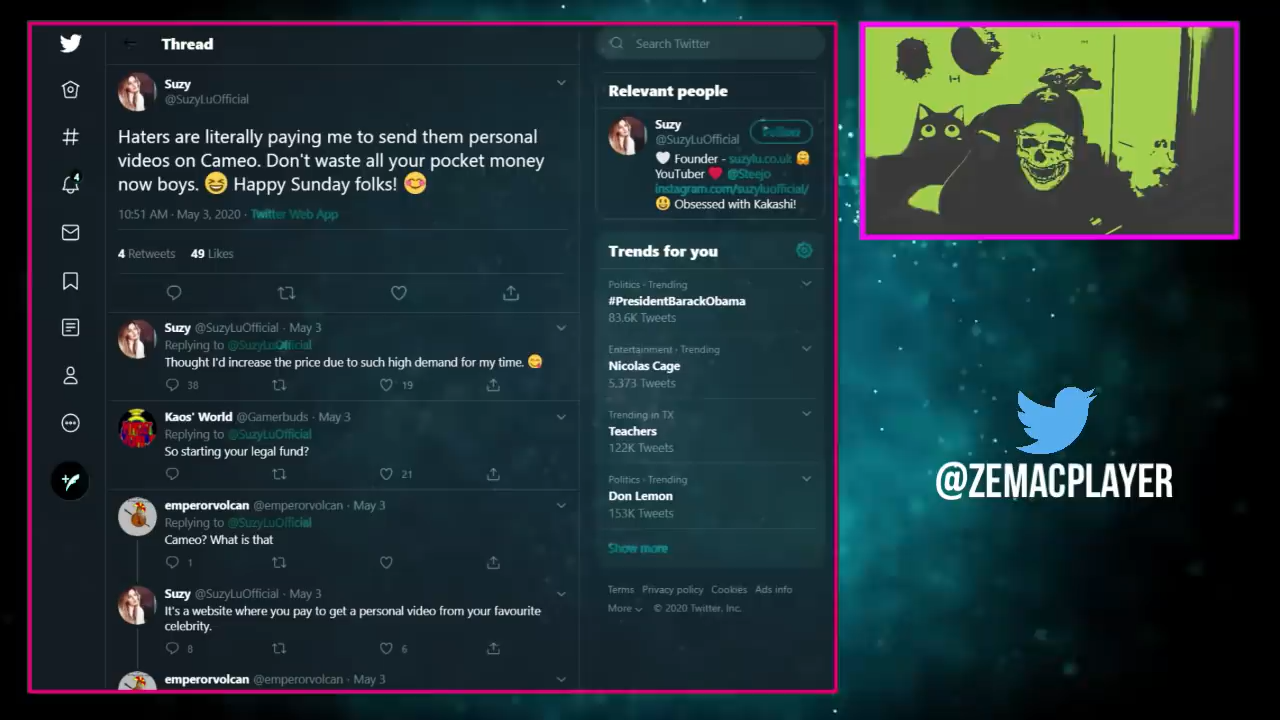 Thread
Suzy
@SuzyLuOfficial
Haters are literally paying me to send them personal
videos on Cameo. Don't waste all your pocket money
now boys. 😆 Happy Sunday folks! 😍
10:51 AM · May 3, 2020 · Twitter Web App
4 Retweets 49 Likes
Suzy @SuzyLuOfficial · May 3
Replying to @SuzyLuOfficial
Thought I'd increase the price due to such high demand for my time. 😋
38 19
Kaos' World @Gamerbuds · May 3
Replying to @SuzyLuOfficial
So starting your legal fund?
21
emperorvolcan @emperorvolcan · May 3
Replying to @SuzyLuOfficial
Cameo? What is that
1
Suzy @SuzyLuOfficial · May 3
It's a website where you pay to get a personal video from your favourite
celebrity.
8 6
emperorvolcan @emperorvolcan · May 3
4
Search Twitter
Relevant people
Suzy
@SuzyLuOfficial
Follow
🤍 Founder - suzylu.co.uk 🤗
YouTuber ❤️ @Steejo
instagram.com/suzyluofficial/
😃 Obsessed with Kakashi!
Trends for you
Politics · Trending
#PresidentBarackObama
83.6K Tweets
Entertainment · Trending
Nicolas Cage
5,373 Tweets
Trending in TX
Teachers
122K Tweets
Politics · Trending
Don Lemon
153K Tweets
Show more
Terms Privacy policy Cookies Ads info
More © 2020 Twitter, Inc.
@ZEMACPLAYER